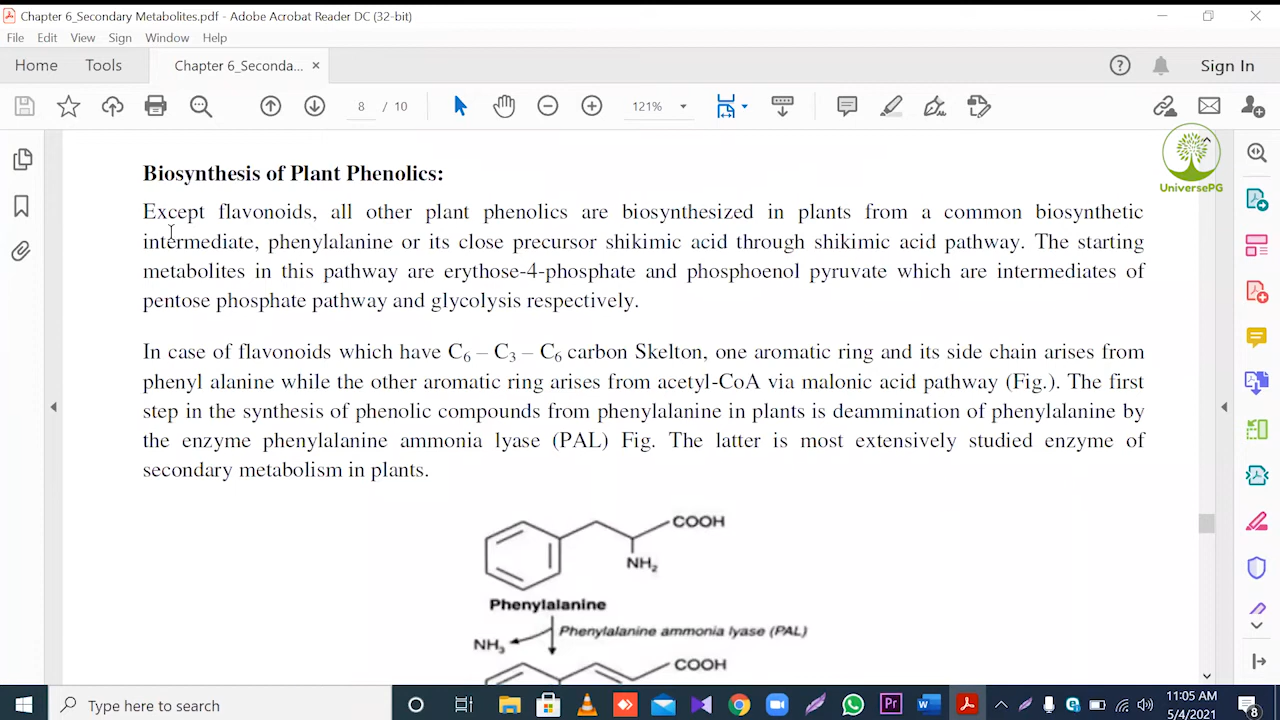 Chapter 6_Secondary Metabolites.pdf - Adobe Acrobat Reader DC (32-bit)
File Edit View Sign Window Help
Home Tools Chapter 6_Seconda... × Sign In
8 / 10 121%
UniversePG
Biosynthesis of Plant Phenolics:
Except flavonoids, all other plant phenolics are biosynthesized in plants from a common biosynthetic
intermediate, phenylalanine or its close precursor shikimic acid through shikimic acid pathway. The starting
metabolites in this pathway are erythose-4-phosphate and phosphoenol pyruvate which are intermediates of
pentose phosphate pathway and glycolysis respectively.
In case of flavonoids which have C₆ – C₃ – C₆ carbon Skelton, one aromatic ring and its side chain arises from
phenyl alanine while the other aromatic ring arises from acetyl-CoA via malonic acid pathway (Fig.). The first
step in the synthesis of phenolic compounds from phenylalanine in plants is deammination of phenylalanine by
the enzyme phenylalanine ammonia lyase (PAL) Fig. The latter is most extensively studied enzyme of
secondary metabolism in plants.
COOH
NH₂
Phenylalanine
Phenylalanine ammonia lyase (PAL)
NH₃
COOH
Type here to search
11:05 AM
5/4/2021
8